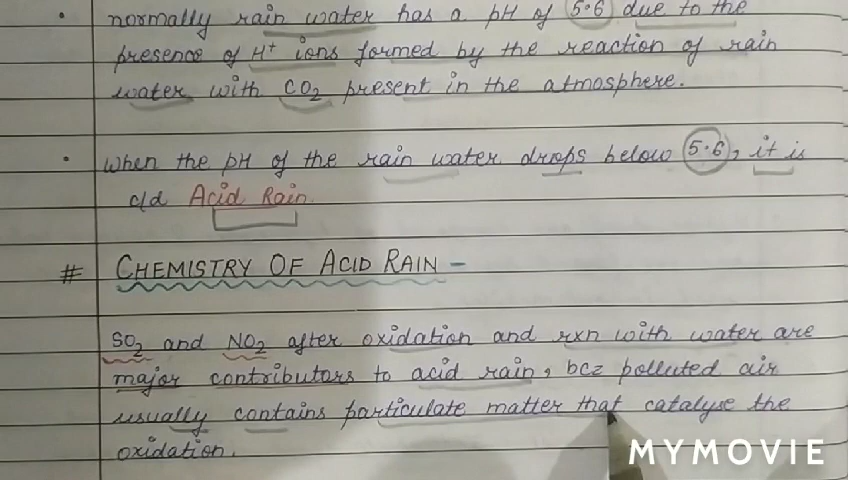 • normally rain water has a pH of 5.6 due to the
presence of H⁺ ions formed by the reaction of rain
water with CO₂ present in the atmosphere.
• When the pH of the rain water drops below 5.6, it is
c/d Acid Rain.
# CHEMISTRY OF ACID RAIN -
SO₂ and NO₂ after oxidation and rxn with water are
major contributors to acid rain, bcz polluted air
usually contains particulate matter that catalyse the
oxidation.
MYMOVIE